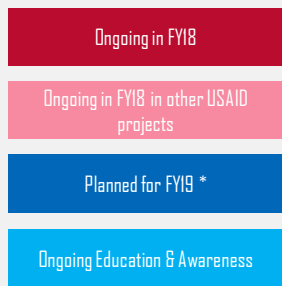 Ongoing in FY18
Ongoing in FY18 in other USAID
projects
Planned for FY19 *
Ongoing Education & Awareness